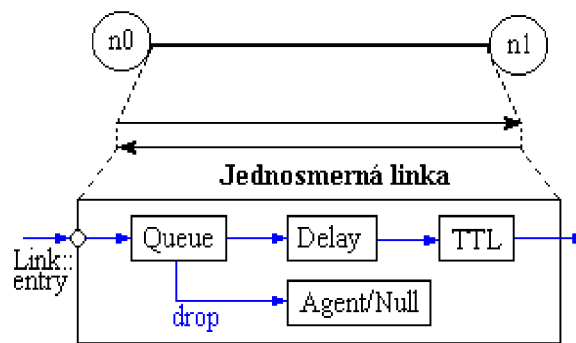 n0 n1
Jednosmerná linka
Queue Delay TTL
Link::
entry
Agent/Null
drop